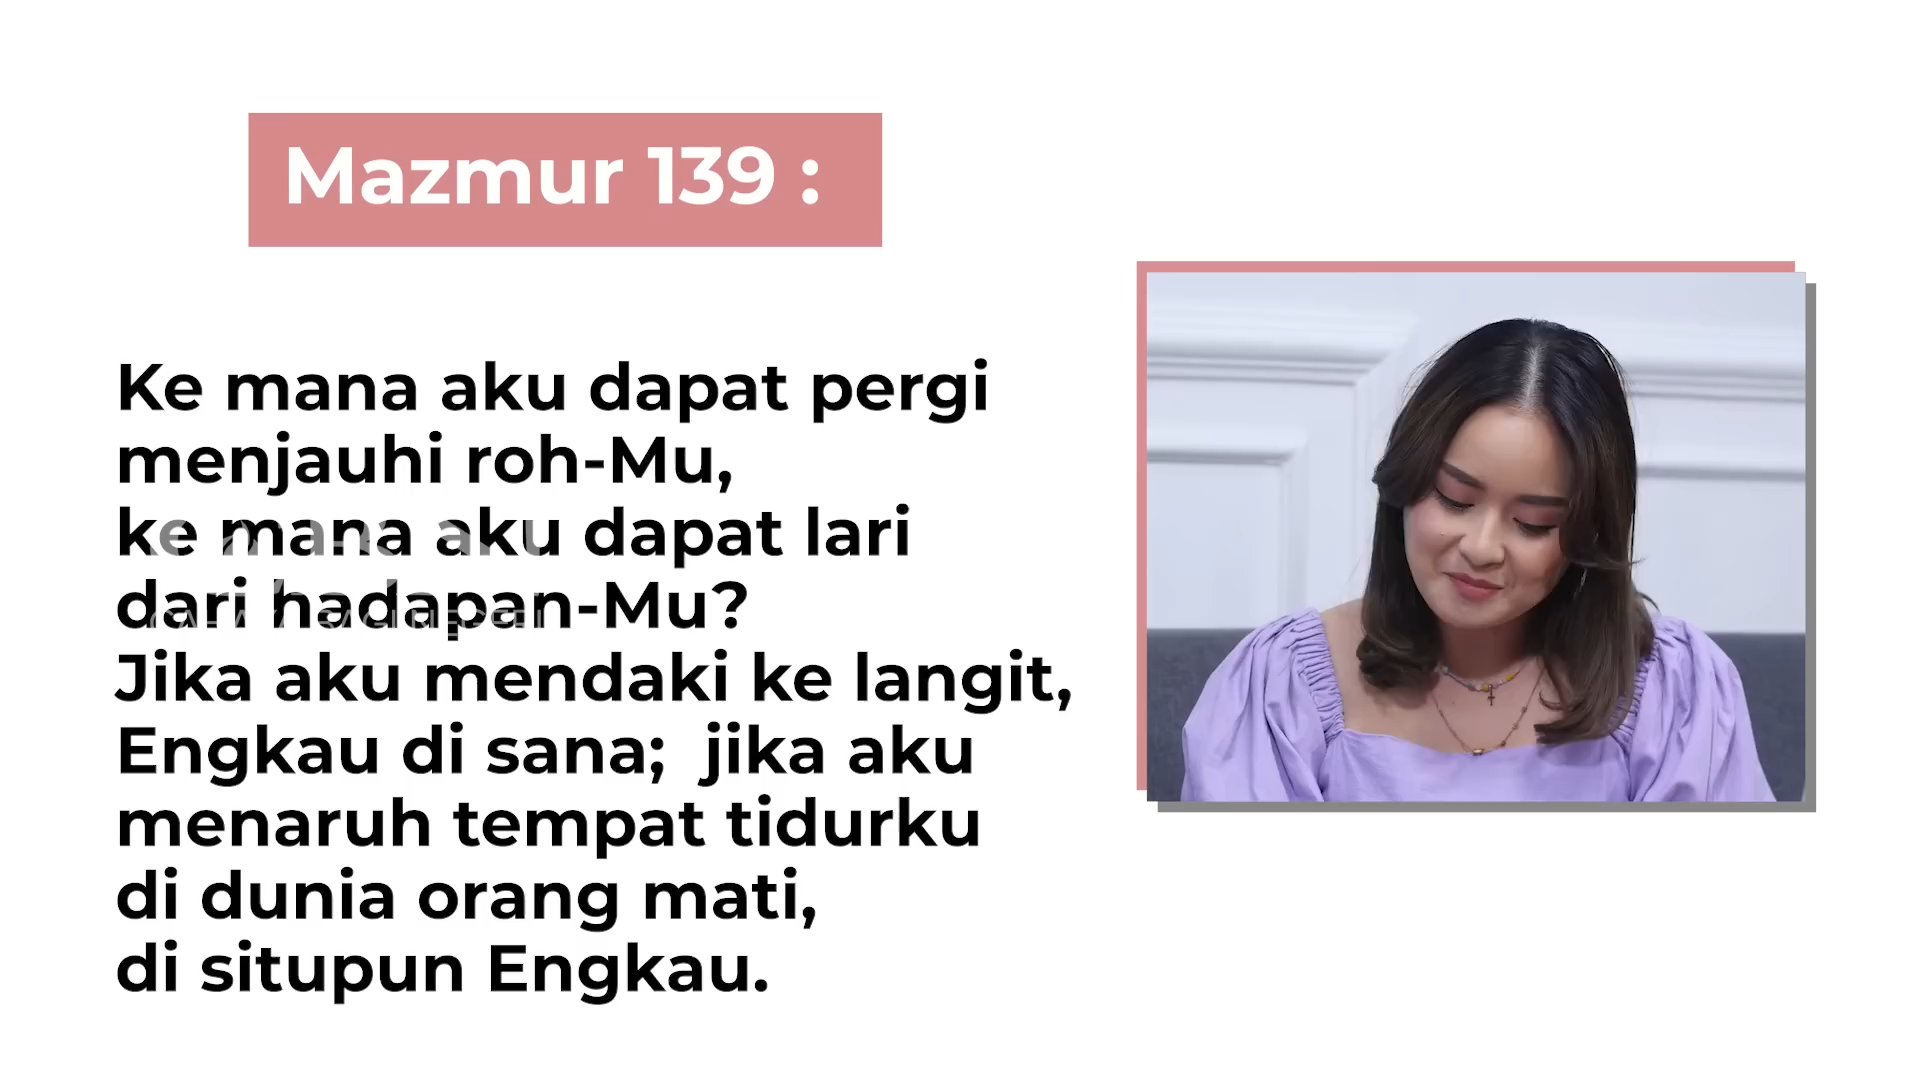 Mazmur 139 :
Ke mana aku dapat pergi
menjauhi roh-Mu,
ke mana aku dapat lari
dari hadapan-Mu?
Jika aku mendaki ke langit,
Engkau di sana;  jika aku
menaruh tempat tidurku
di dunia orang mati,
di situpun Engkau.